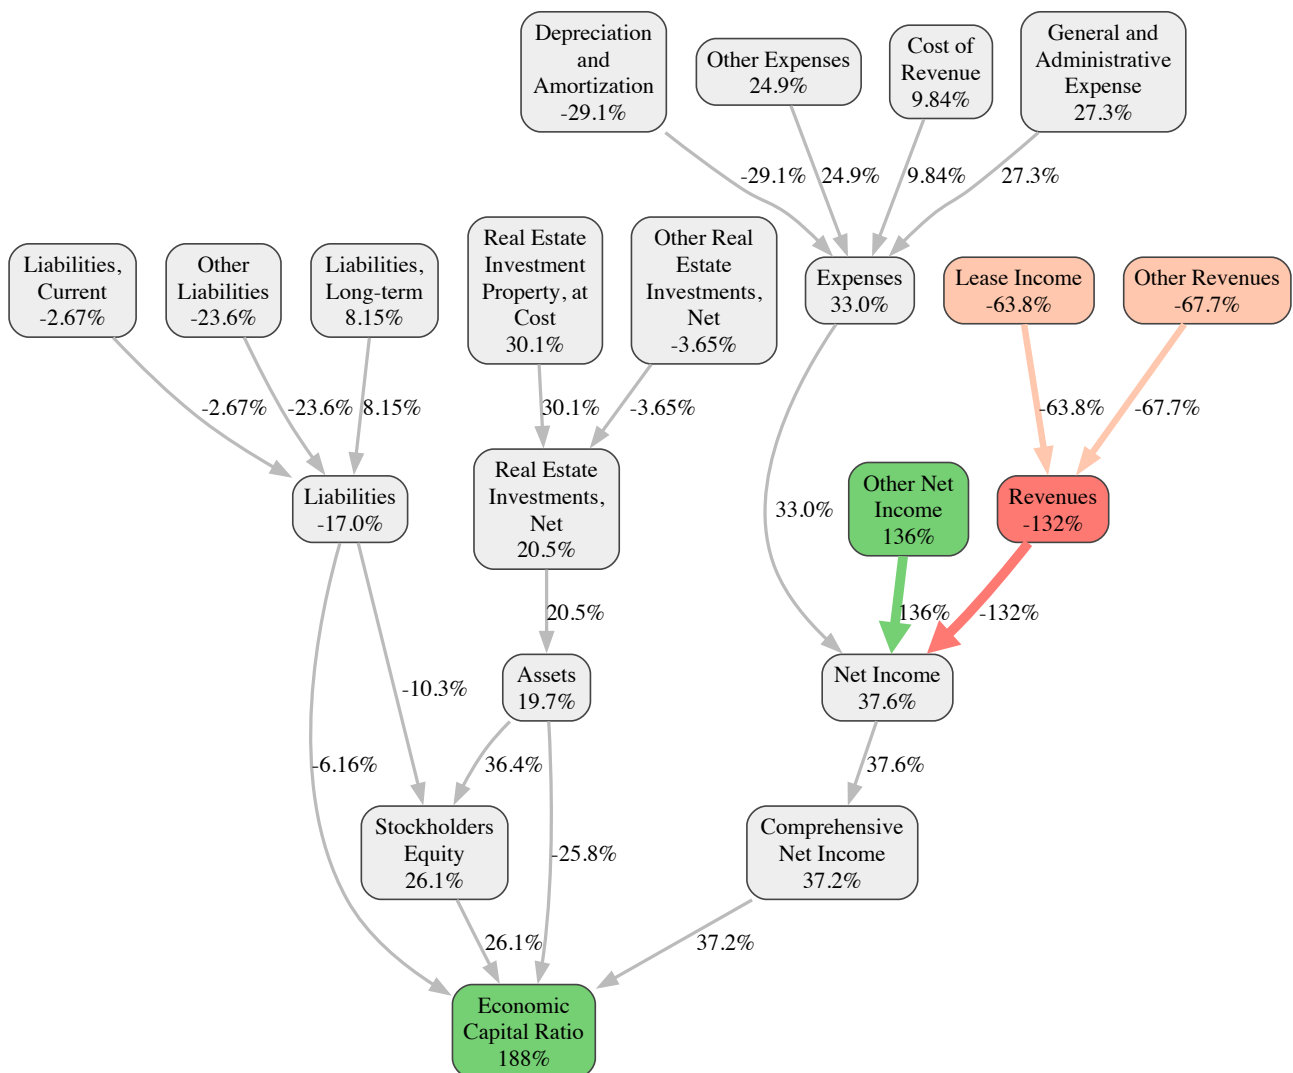 Depreciation
and
Amortization
-29.1%
Other Expenses
24.9%
Cost of
Revenue
9.84%
General and
Administrative
Expense
27.3%
-29.1%
24.9%
9.84%
27.3%
Liabilities,
Current
-2.67%
Other
Liabilities
-23.6%
Liabilities,
Long-term
8.15%
Real Estate
Investment
Property, at
Cost
30.1%
Other Real
Estate
Investments,
Net
-3.65%
Expenses
33.0%
Lease Income
-63.8%
Other Revenues
-67.7%
-2.67%
-23.6%
8.15%
30.1%
-3.65%
-63.8%
-67.7%
Liabilities
-17.0%
Real Estate
Investments,
Net
20.5%
33.0%
Other Net
Income
136%
Revenues
-132%
20.5%
136%
-132%
Assets
19.7%
Net Income
37.6%
-10.3%
-6.16%
36.4%
37.6%
Stockholders
Equity
26.1%
-25.8%
Comprehensive
Net Income
37.2%
26.1%
37.2%
Economic
Capital Ratio
188%